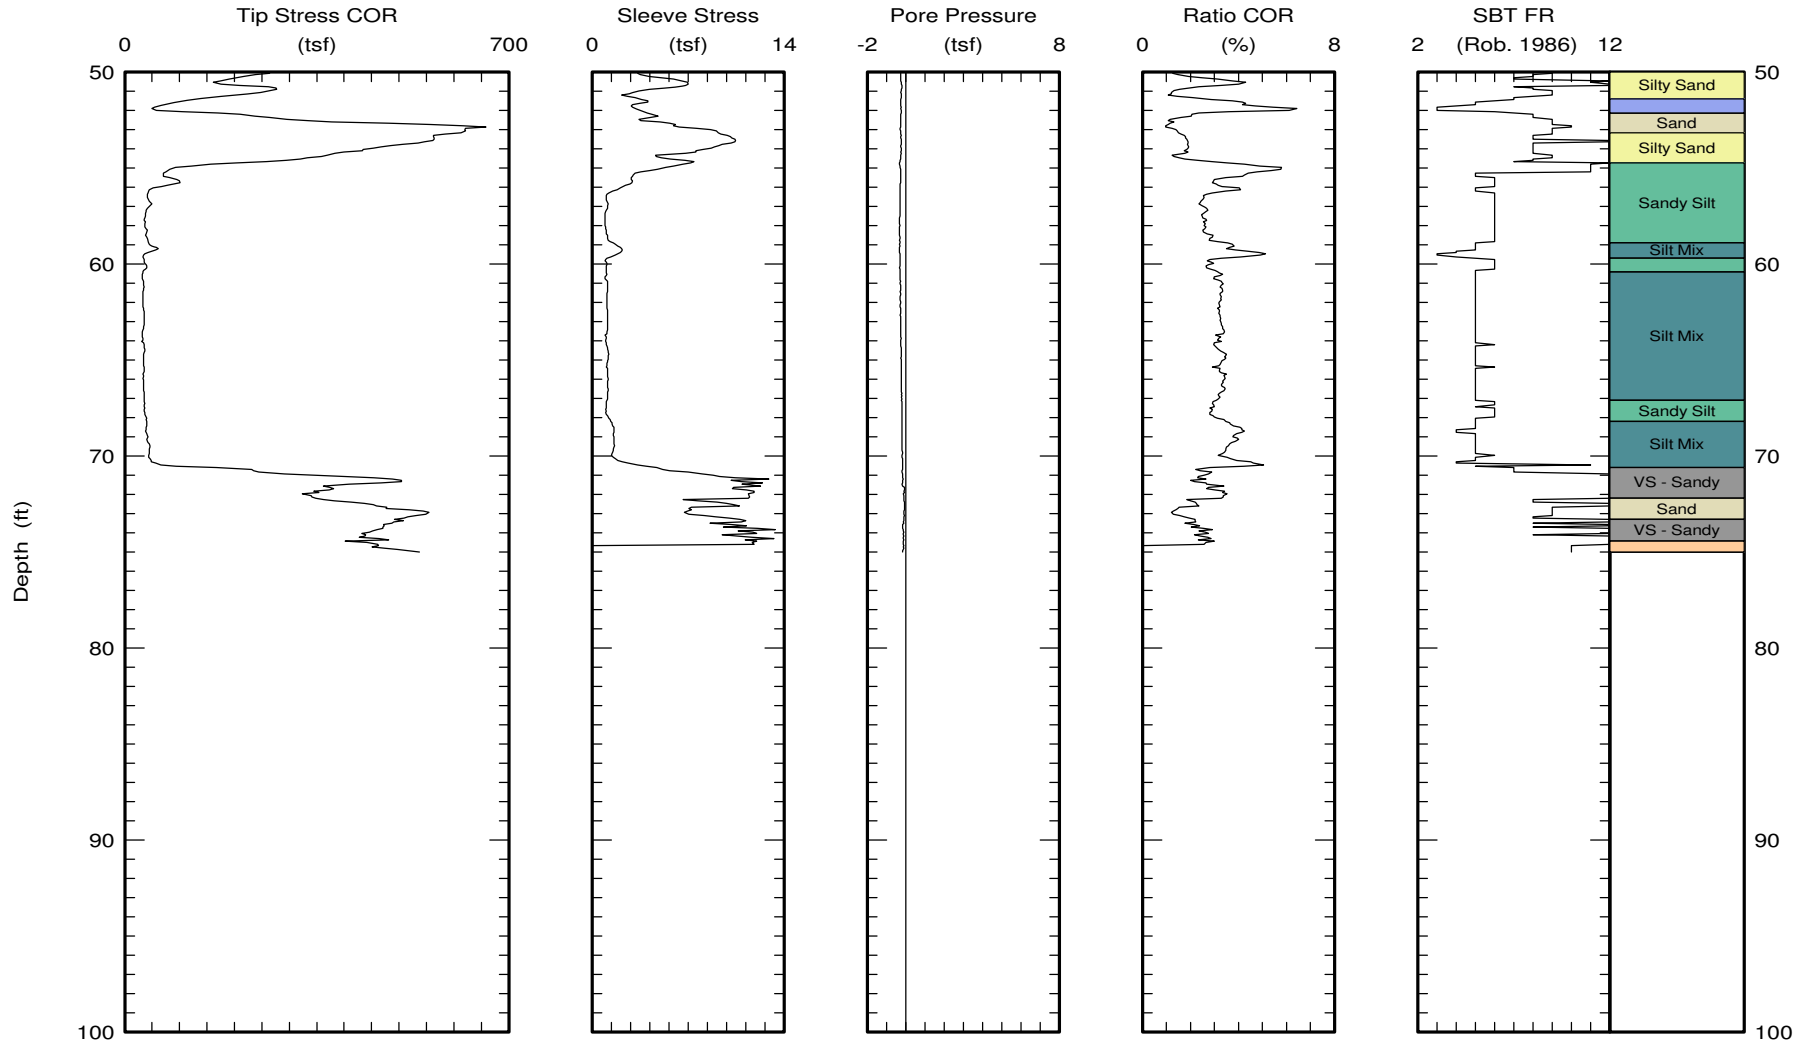 Tip Stress COR
Sleeve Stress
Pore Pressure
Ratio COR
SBT FR
0 (tsf) 700
0 (tsf) 14
-2 (tsf) 8
0 (%) 8
2 (Rob. 1986) 12
50
50
Silty Sand
Sand
Silty Sand
Sandy Silt
Silt Mix
60
60
Silt Mix
Sandy Silt
Silt Mix
70
70
VS - Sandy
Sand
VS - Sandy
Depth (ft)
80
80
90
90
100
100